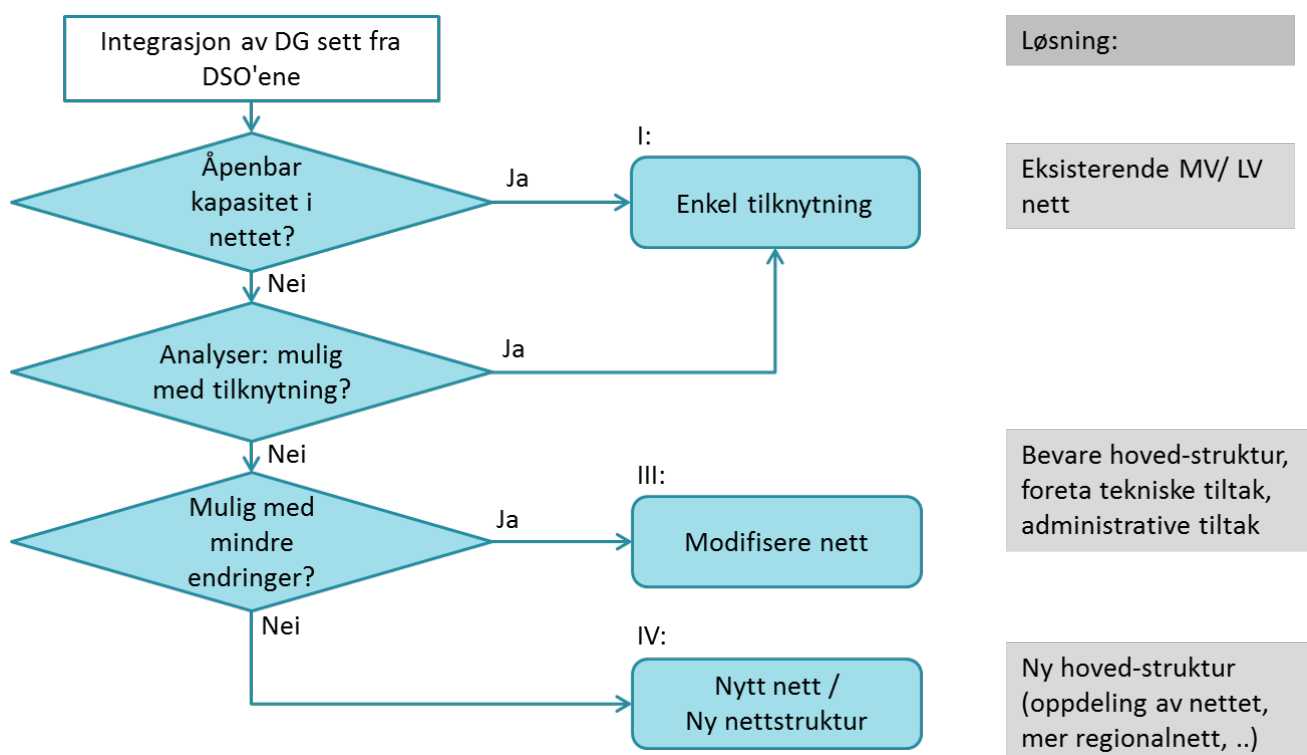 Integrasjon av DG sett fra
DSO'ene
Løsning:
Åpenbar
kapasitet i
nettet?
Ja
I:
Enkel tilknytning
Eksisterende MV/ LV
nett
Nei
Analyser: mulig
med tilknytning?
Ja
Nei
Mulig med
mindre
endringer?
Ja
III:
Modifisere nett
Bevare hoved-struktur,
foreta tekniske tiltak,
administrative tiltak
Nei
IV:
Nytt nett /
Ny nettstruktur
Ny hoved-struktur
(oppdeling av nettet,
mer regionalnett, ..)